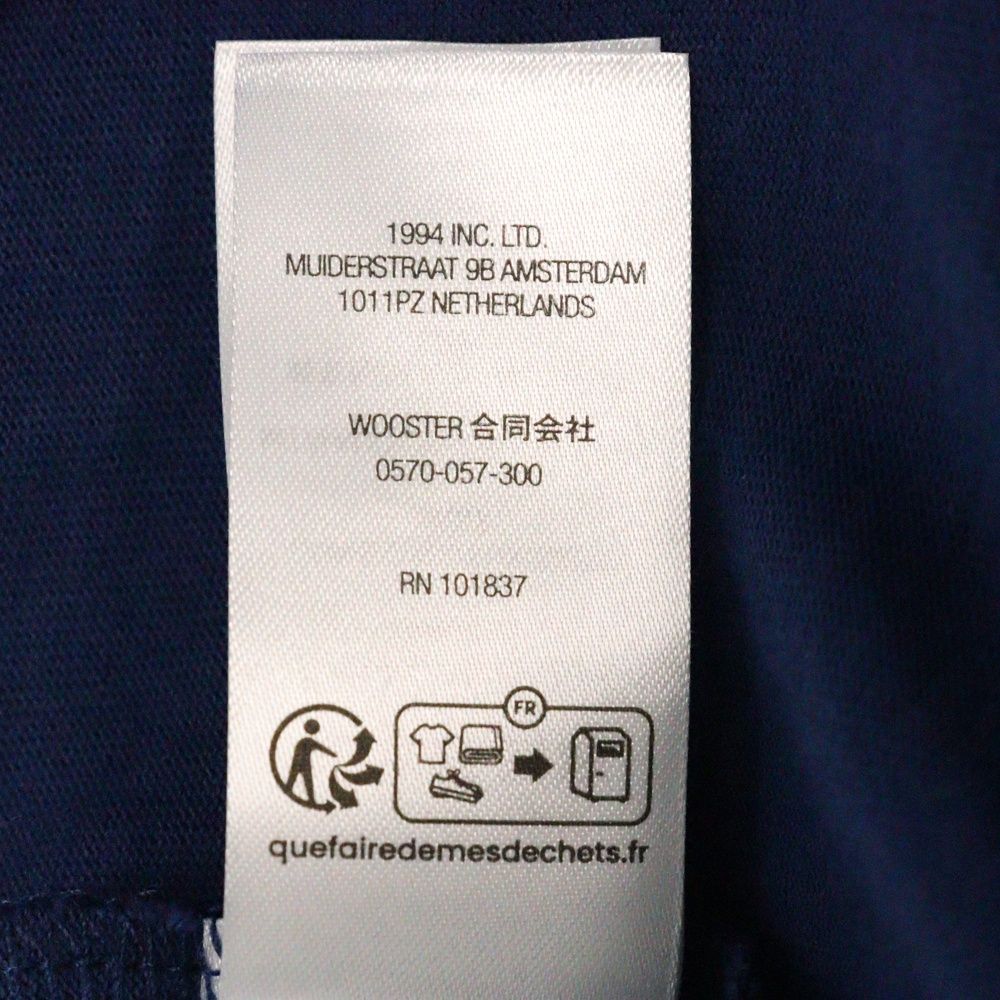 1994 INC. LTD.
MUIDERSTRAAT 9B AMSTERDAM
1011PZ NETHERLANDS
WOOSTER 合同会社
0570-057-300
RN 101837
FR
quefairedemesdechets.fr